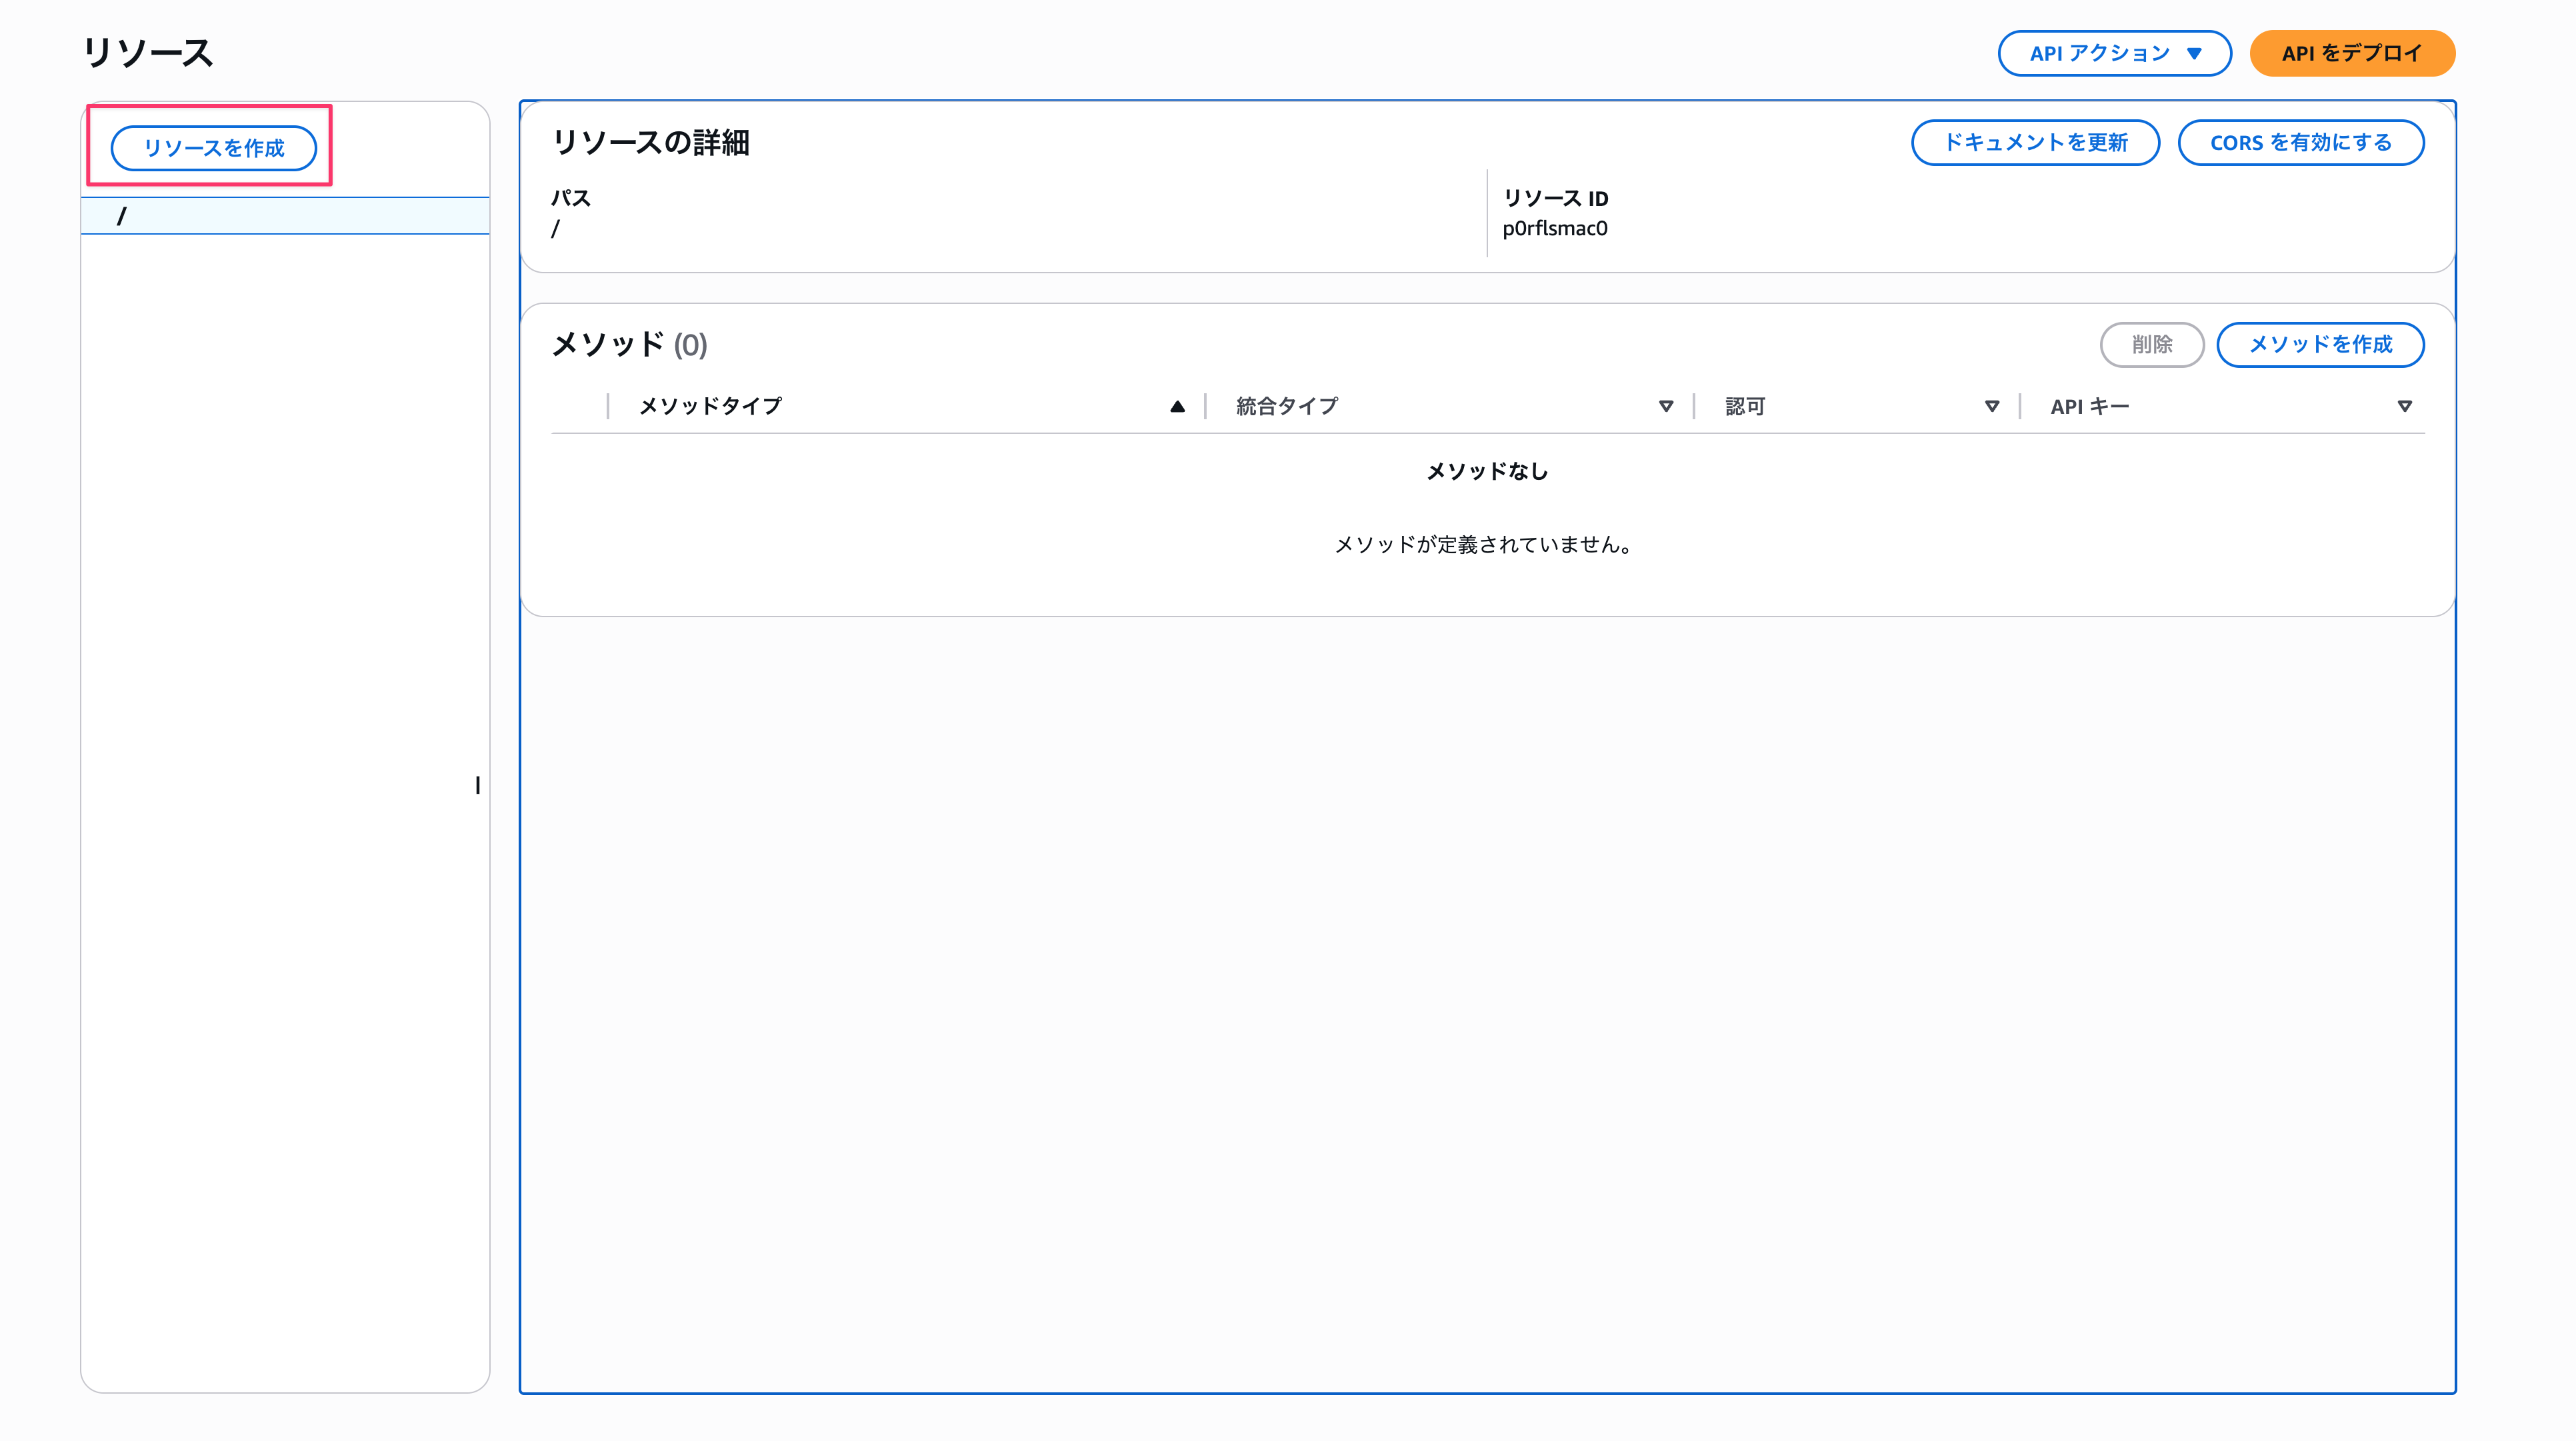 リソース
API アクション
API をデプロイ
リソースを作成
/
リソースの詳細
ドキュメントを更新
CORS を有効にする
パス
/
リソース ID
p0rflsmac0
メソッド (0)
削除
メソッドを作成
メソッドタイプ
統合タイプ
認可
API キー
メソッドなし
メソッドが定義されていません。